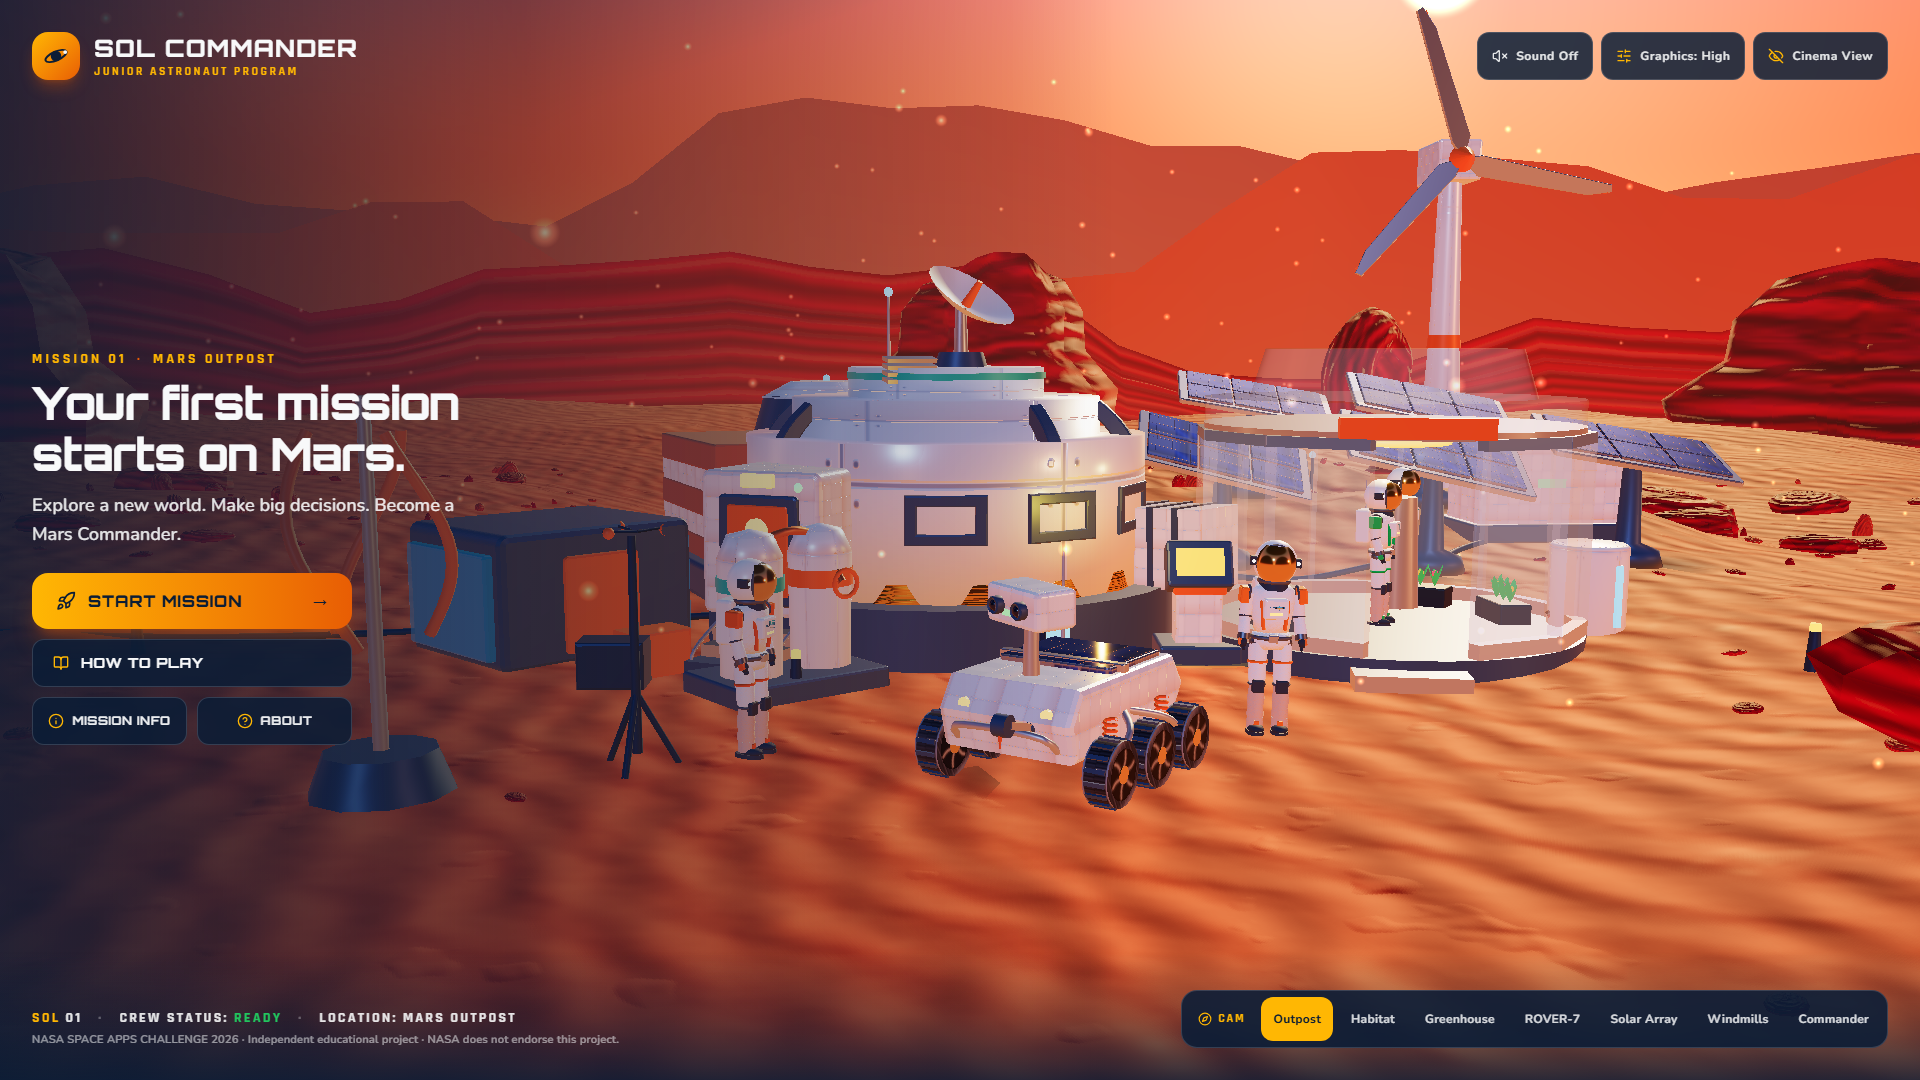 SOL COMMANDER
JUNIOR ASTRONAUT PROGRAM
Sound Off
Graphics: High
Cinema View
MISSION 01 · MARS OUTPOST
Your first mission
starts on Mars.
Explore a new world. Make big decisions. Become a
Mars Commander.
START MISSION →
HOW TO PLAY
MISSION INFO
ABOUT
SOL 01 · CREW STATUS: READY · LOCATION: MARS OUTPOST
NASA SPACE APPS CHALLENGE 2026 · Independent educational project · NASA does not endorse this project.
CAM
Outpost
Habitat
Greenhouse
ROVER-7
Solar Array
Windmills
Commander